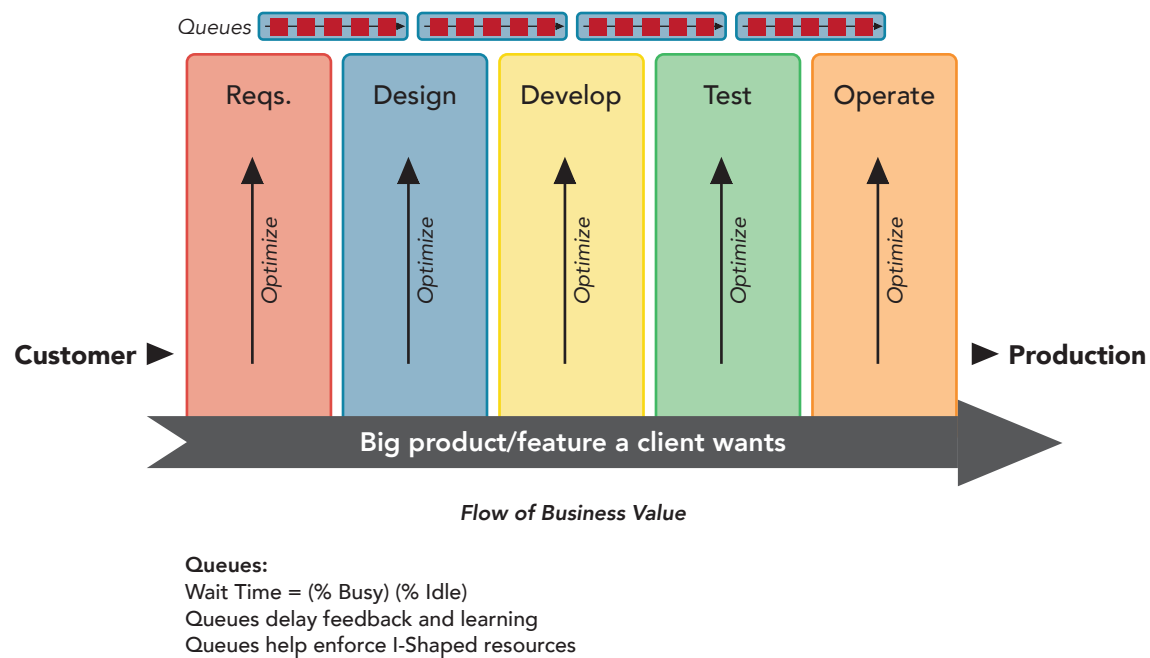 Queues
Reqs.
Design
Develop
Test
Operate
Optimize
Optimize
Optimize
Optimize
Optimize
Customer
Production
Big product/feature a client wants
Flow of Business Value
Queues:
Wait Time = (% Busy) (% Idle)
Queues delay feedback and learning
Queues help enforce I-Shaped resources